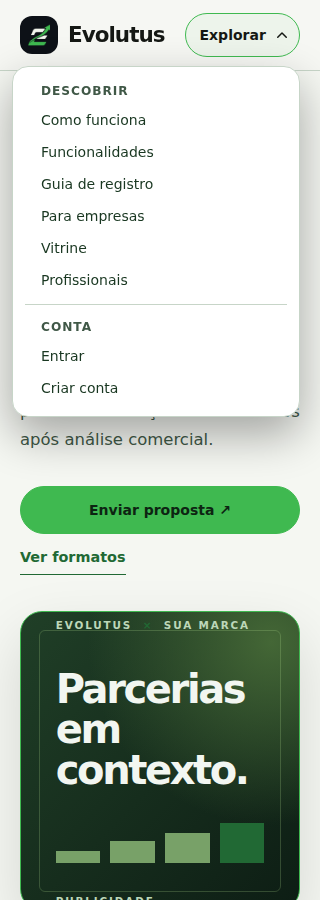 Evolutus
Explorar
DESCOBRIR
Como funciona
Funcionalidades
Guia de registro
Para empresas
Vitrine
Profissionais
CONTA
Entrar
Criar conta
após análise comercial.
Enviar proposta ↗
Ver formatos
EVOLUTUS × SUA MARCA
Parcerias
em
contexto.
PUBLICIDADE